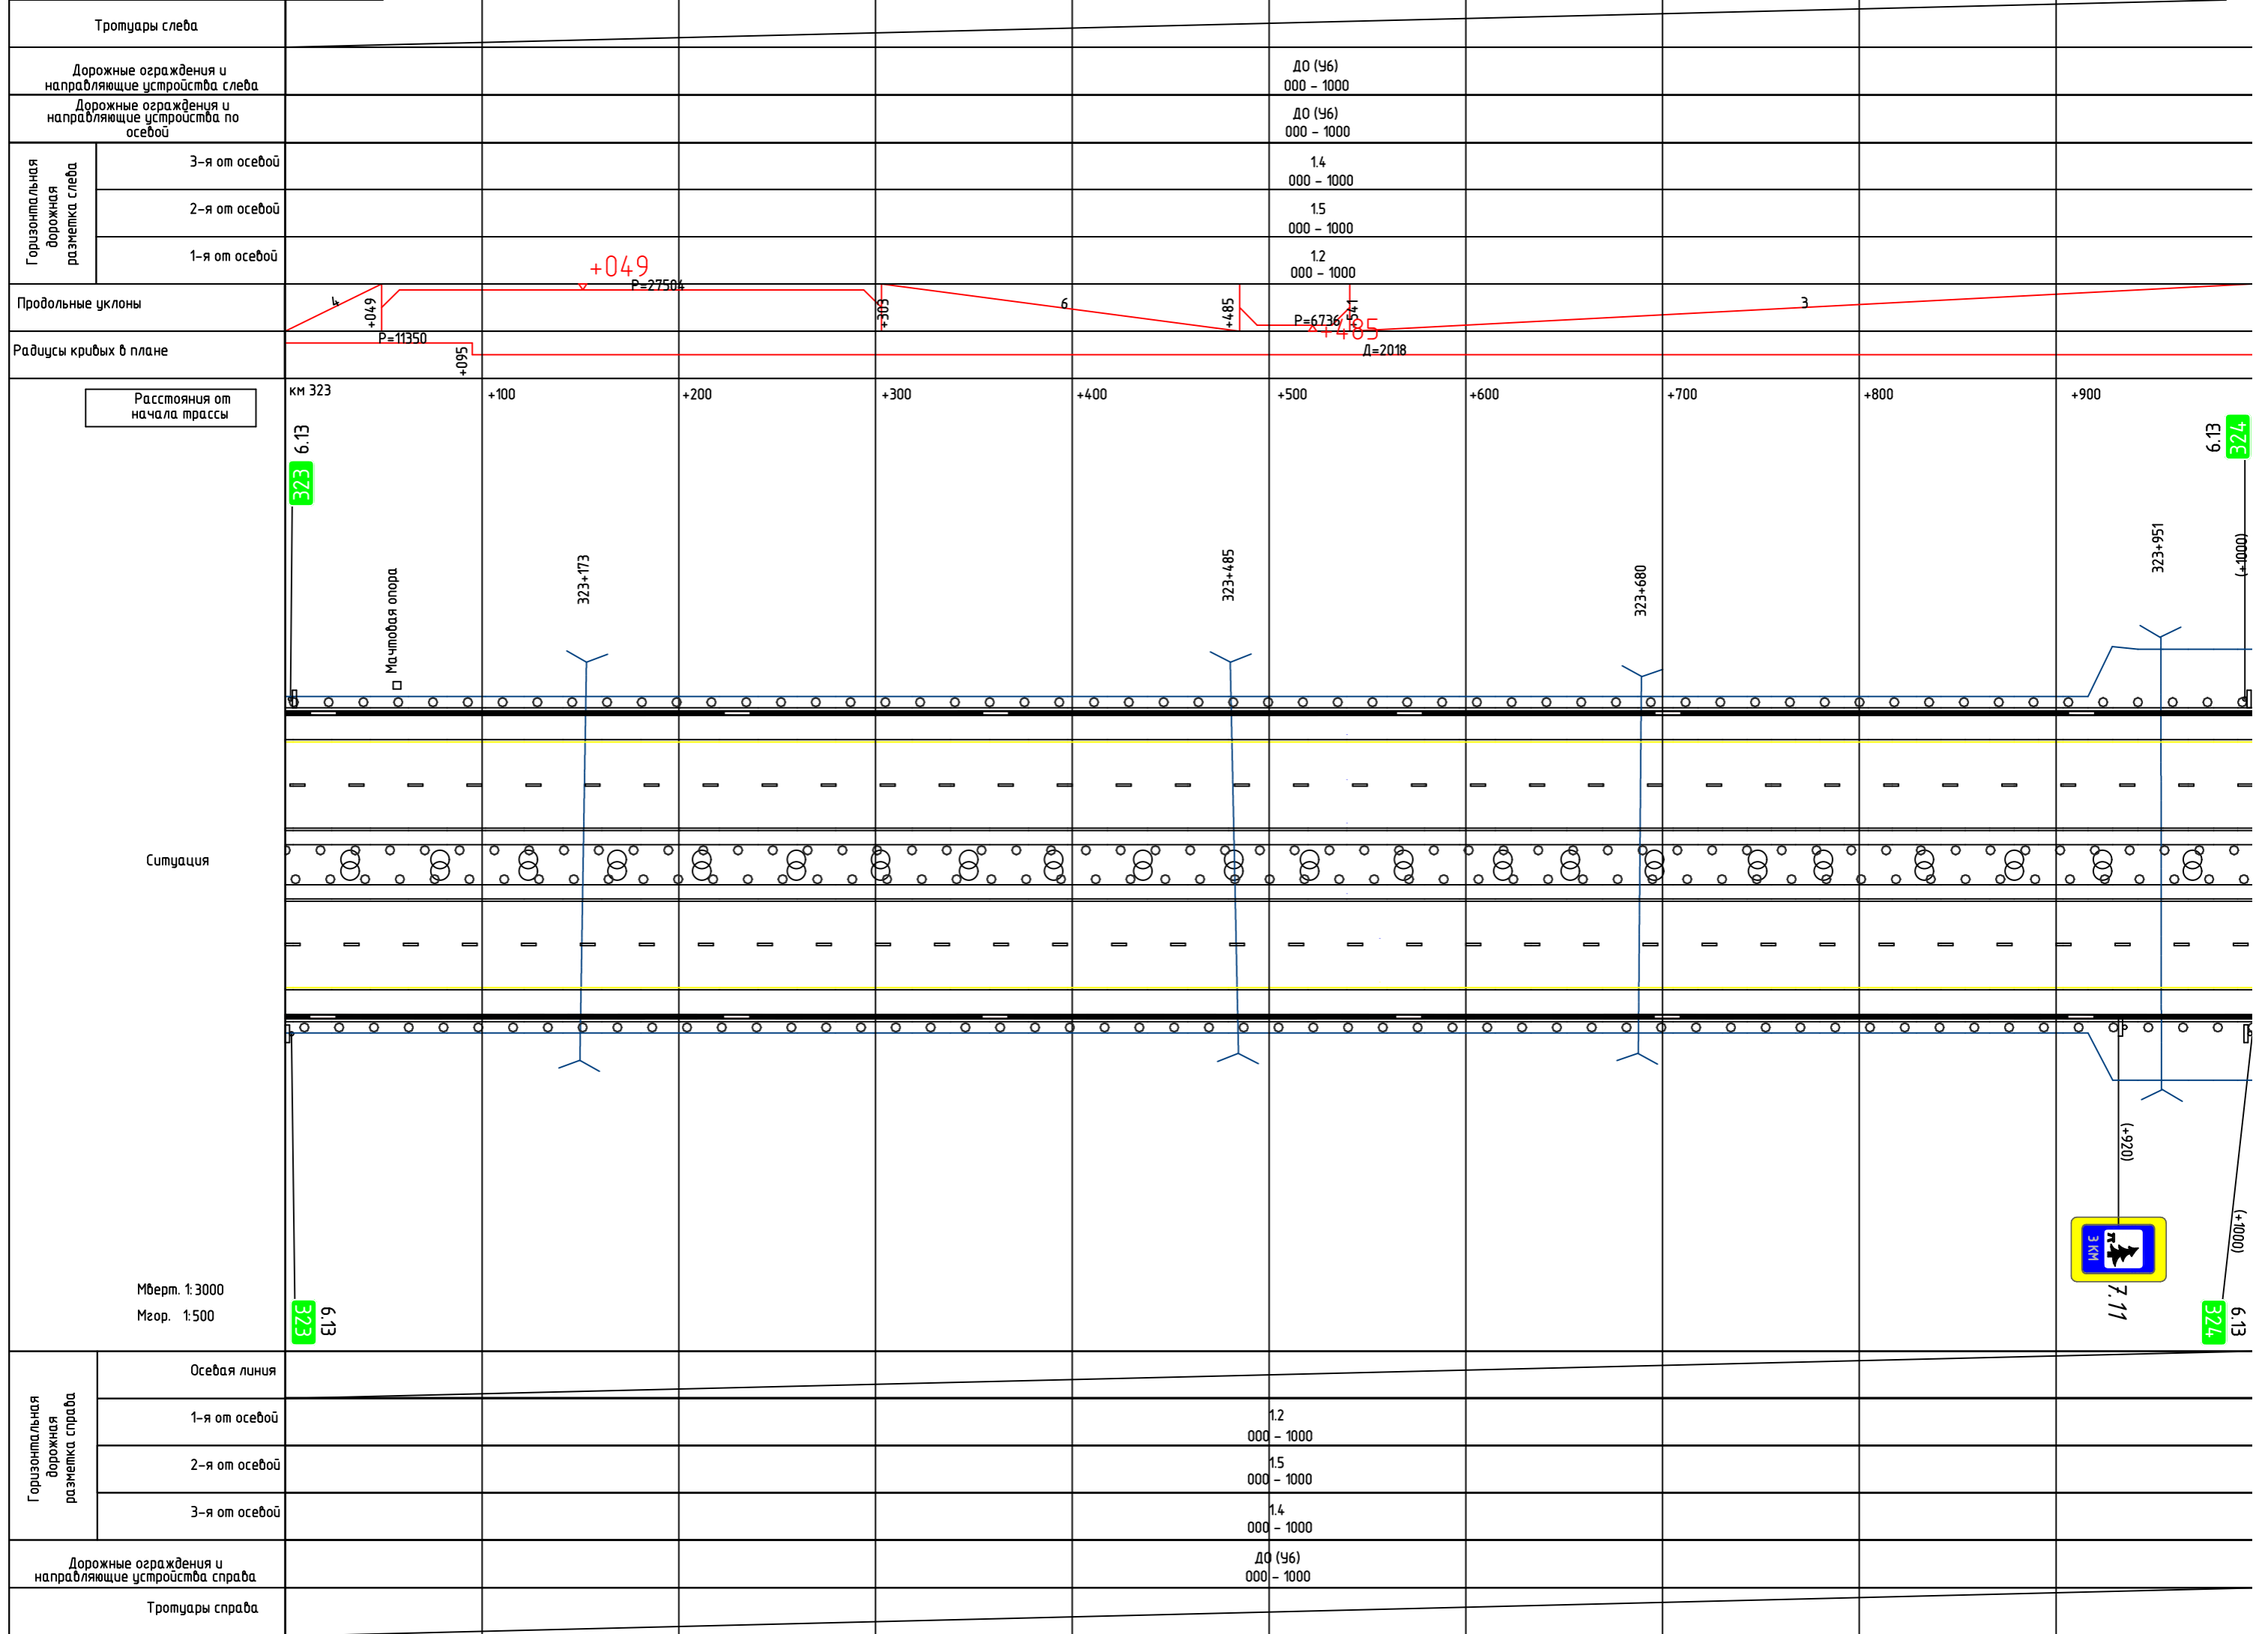 Тротуары слева
Дорожные ограждения и
направляющие устройства слева
ДО (У6)
000 - 1000
Дорожные ограждения и
направляющие устройства по
осевой
ДО (У6)
000 - 1000
Горизонтальная
дорожная
разметка слева
3-я от осевой
1.4
000 - 1000
2-я от осевой
1.5
000 - 1000
1-я от осевой
1.2
000 - 1000
Продольные уклоны
4
+049
+049
Р=27504
+303
6
+485
Р=6736
+541
+485
3
Радиусы кривых в плане
Р=11350
+095
Д=2018
Расстояния от
начала трассы
км 323
+100
+200
+300
+400
+500
+600
+700
+800
+900
323
6.13
6.13
324
(+1000)
Мачтовая опора
323+173
323+485
323+680
323+951
Ситуация
(+920)
3 КМ
7.11
(+1000)
Мверт. 1:3000
Мгор. 1:500
323
6.13
324
6.13
Горизонтальная
дорожная
разметка справа
Осевая линия
1-я от осевой
1.2
000 - 1000
2-я от осевой
1.5
000 - 1000
3-я от осевой
1.4
000 - 1000
Дорожные ограждения и
направляющие устройства справа
ДО (У6)
000 - 1000
Тротуары справа